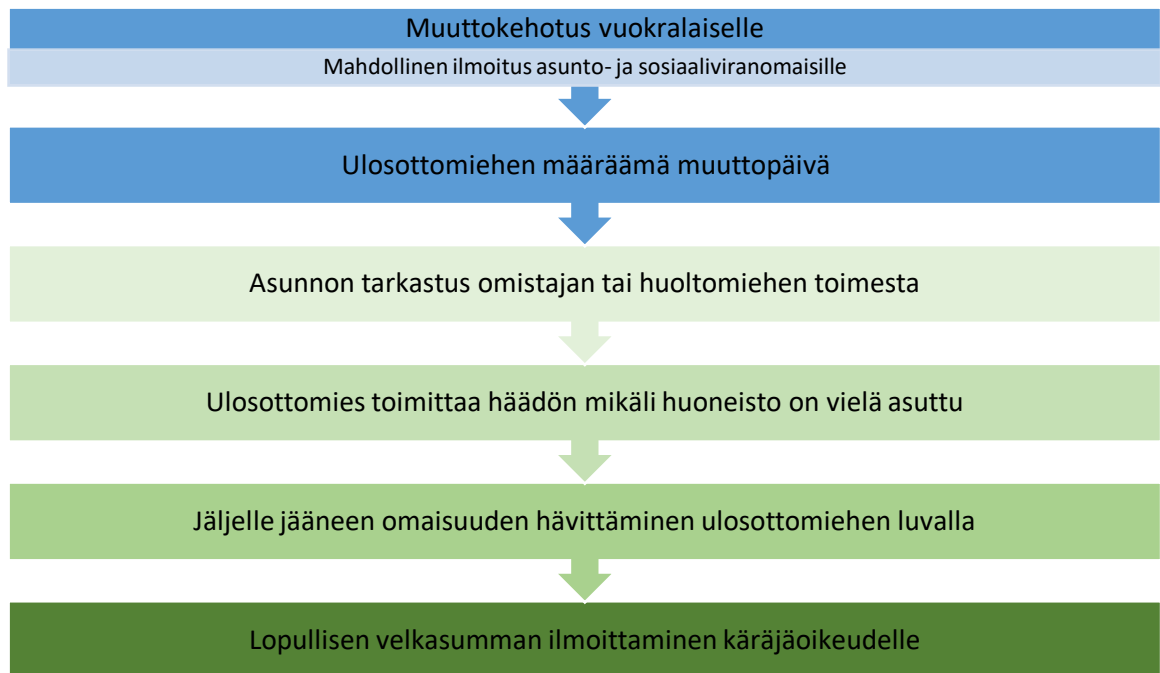 Muuttokehotus vuokralaiselle
Mahdollinen ilmoitus asunto- ja sosiaaliviranomaisille
Ulosottomiehen määräämä muuttopäivä
Asunnon tarkastus omistajan tai huoltomiehen toimesta
Ulosottomies toimittaa häädön mikäli huoneisto on vielä asuttu
Jäljelle jääneen omaisuuden hävittäminen ulosottomiehen luvalla
Lopullisen velkasumman ilmoittaminen käräjäoikeudelle